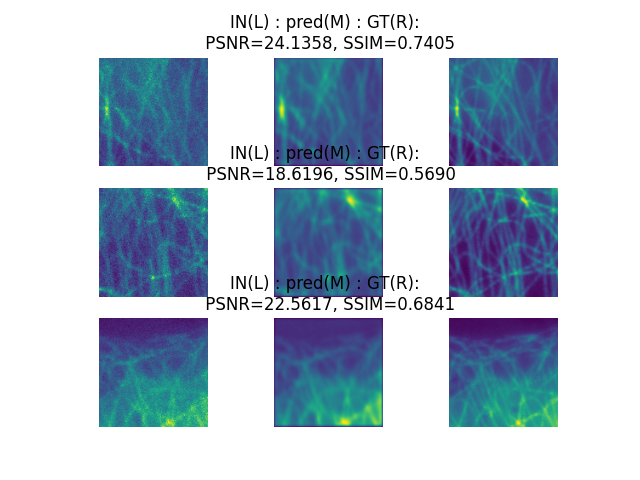 IN(L) : pred(M) : GT(R):
PSNR=24.1358, SSIM=0.7405
IN(L) : pred(M) : GT(R):
PSNR=18.6196, SSIM=0.5690
IN(L) : pred(M) : GT(R):
PSNR=22.5617, SSIM=0.6841